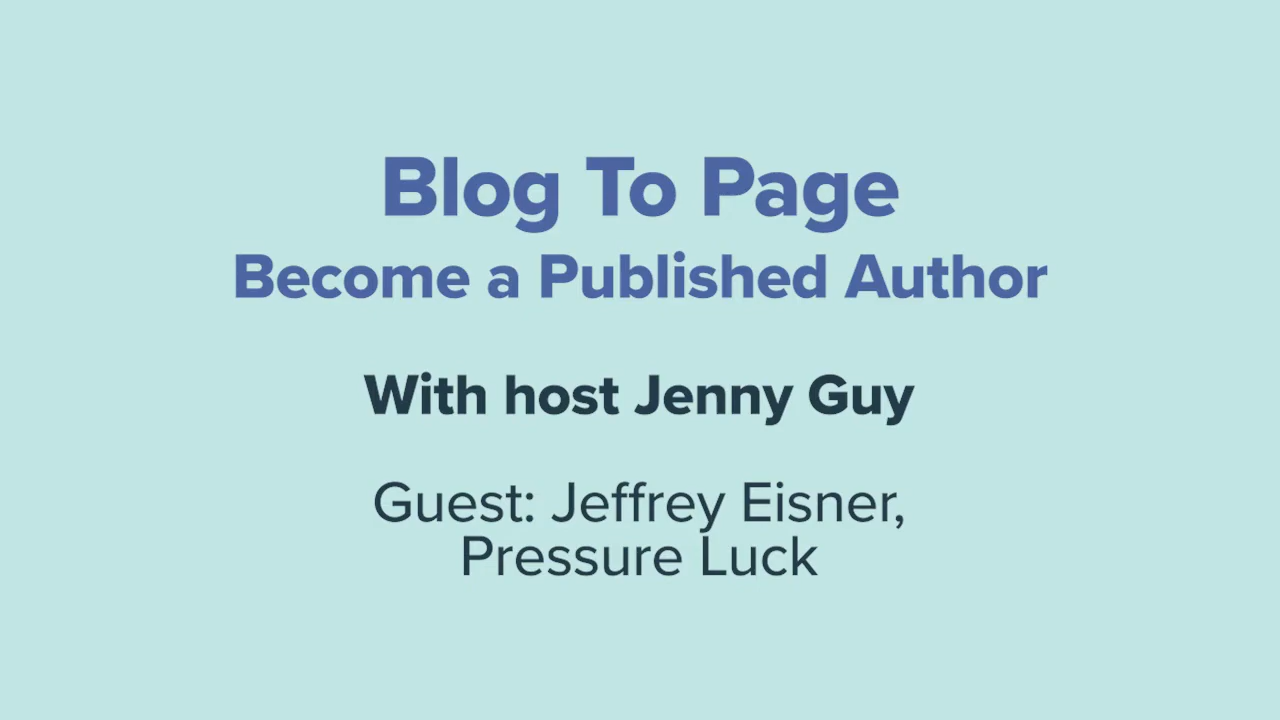 Blog To Page
Become a Published Author
With host Jenny Guy
Guest: Jeffrey Eisner,
Pressure Luck